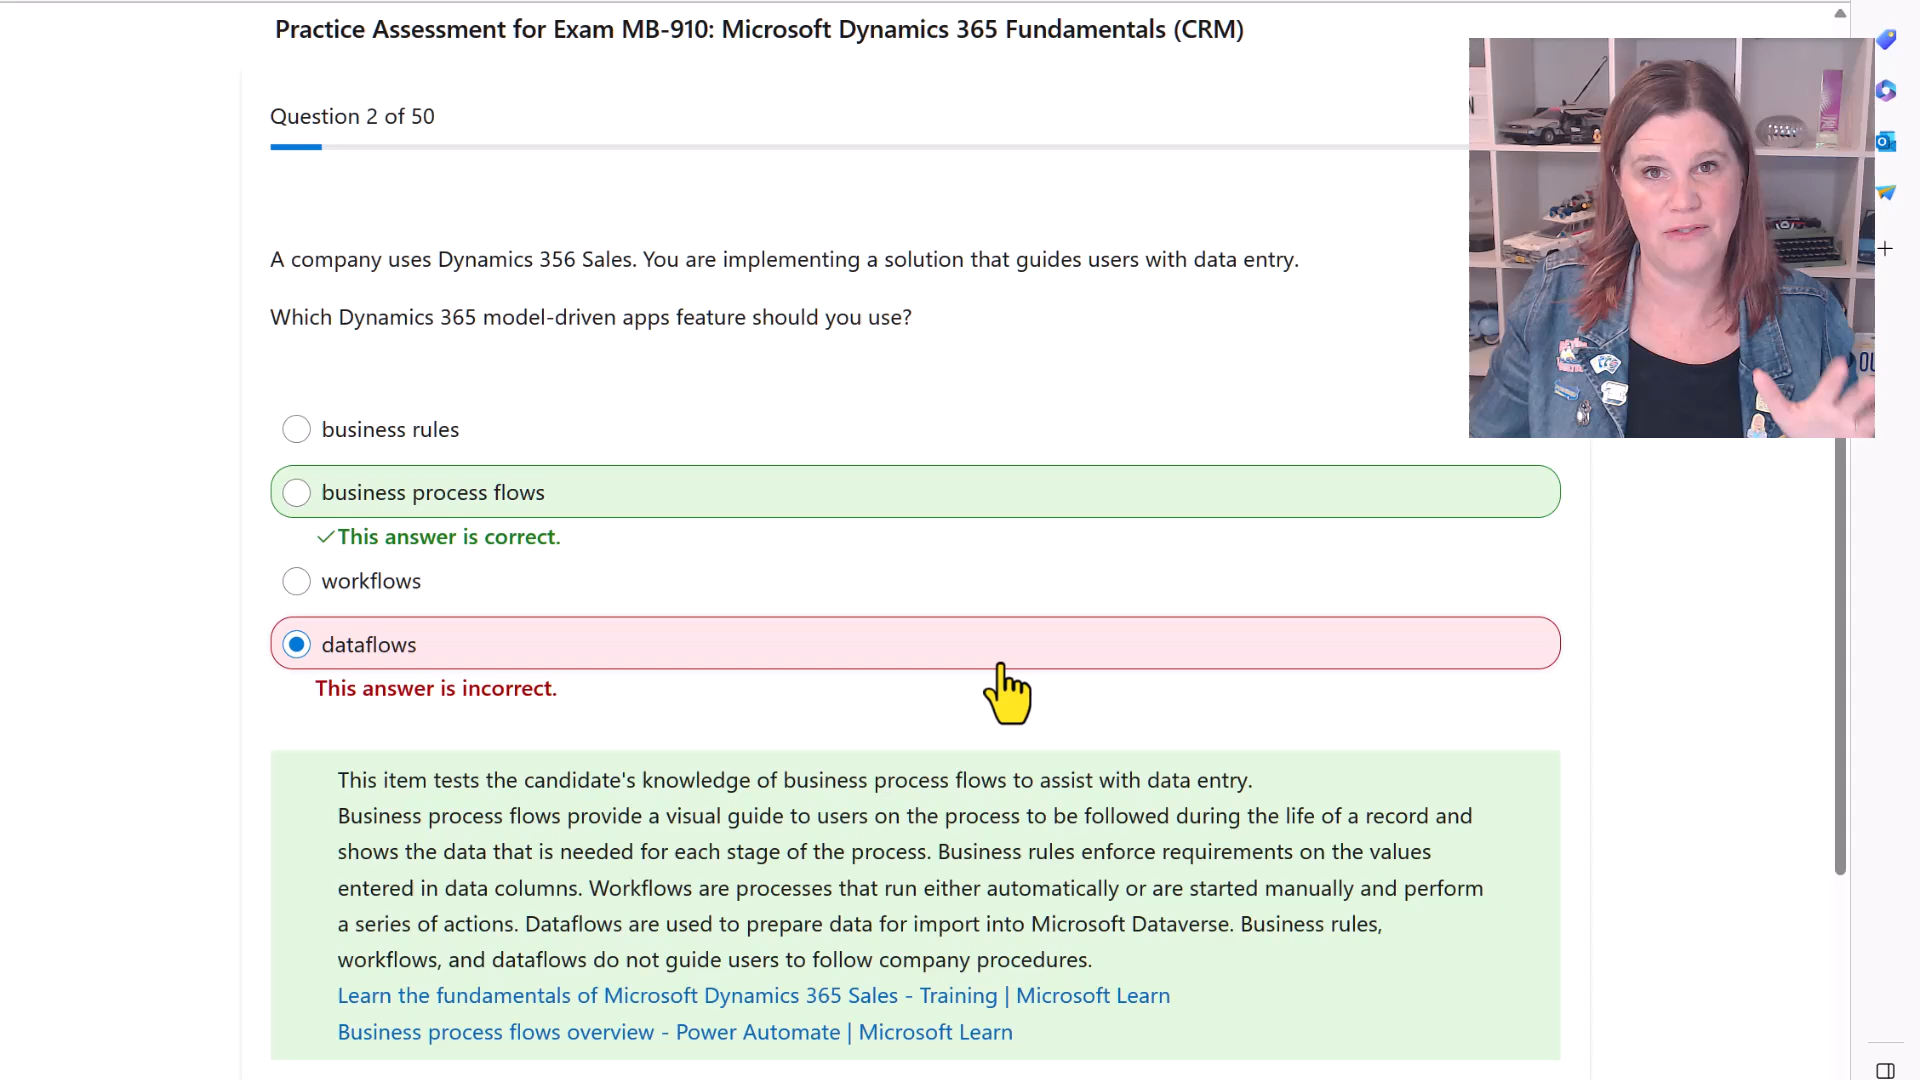 Practice Assessment for Exam MB-910: Microsoft Dynamics 365 Fundamentals (CRM)
Question 2 of 50
A company uses Dynamics 356 Sales. You are implementing a solution that guides users with data entry.
Which Dynamics 365 model-driven apps feature should you use?
business rules
business process flows
This answer is correct.
workflows
dataflows
This answer is incorrect.
This item tests the candidate's knowledge of business process flows to assist with data entry.
Business process flows provide a visual guide to users on the process to be followed during the life of a record and
shows the data that is needed for each stage of the process. Business rules enforce requirements on the values
entered in data columns. Workflows are processes that run either automatically or are started manually and perform
a series of actions. Dataflows are used to prepare data for import into Microsoft Dataverse. Business rules,
workflows, and dataflows do not guide users to follow company procedures.
Learn the fundamentals of Microsoft Dynamics 365 Sales - Training | Microsoft Learn
Business process flows overview - Power Automate | Microsoft Learn